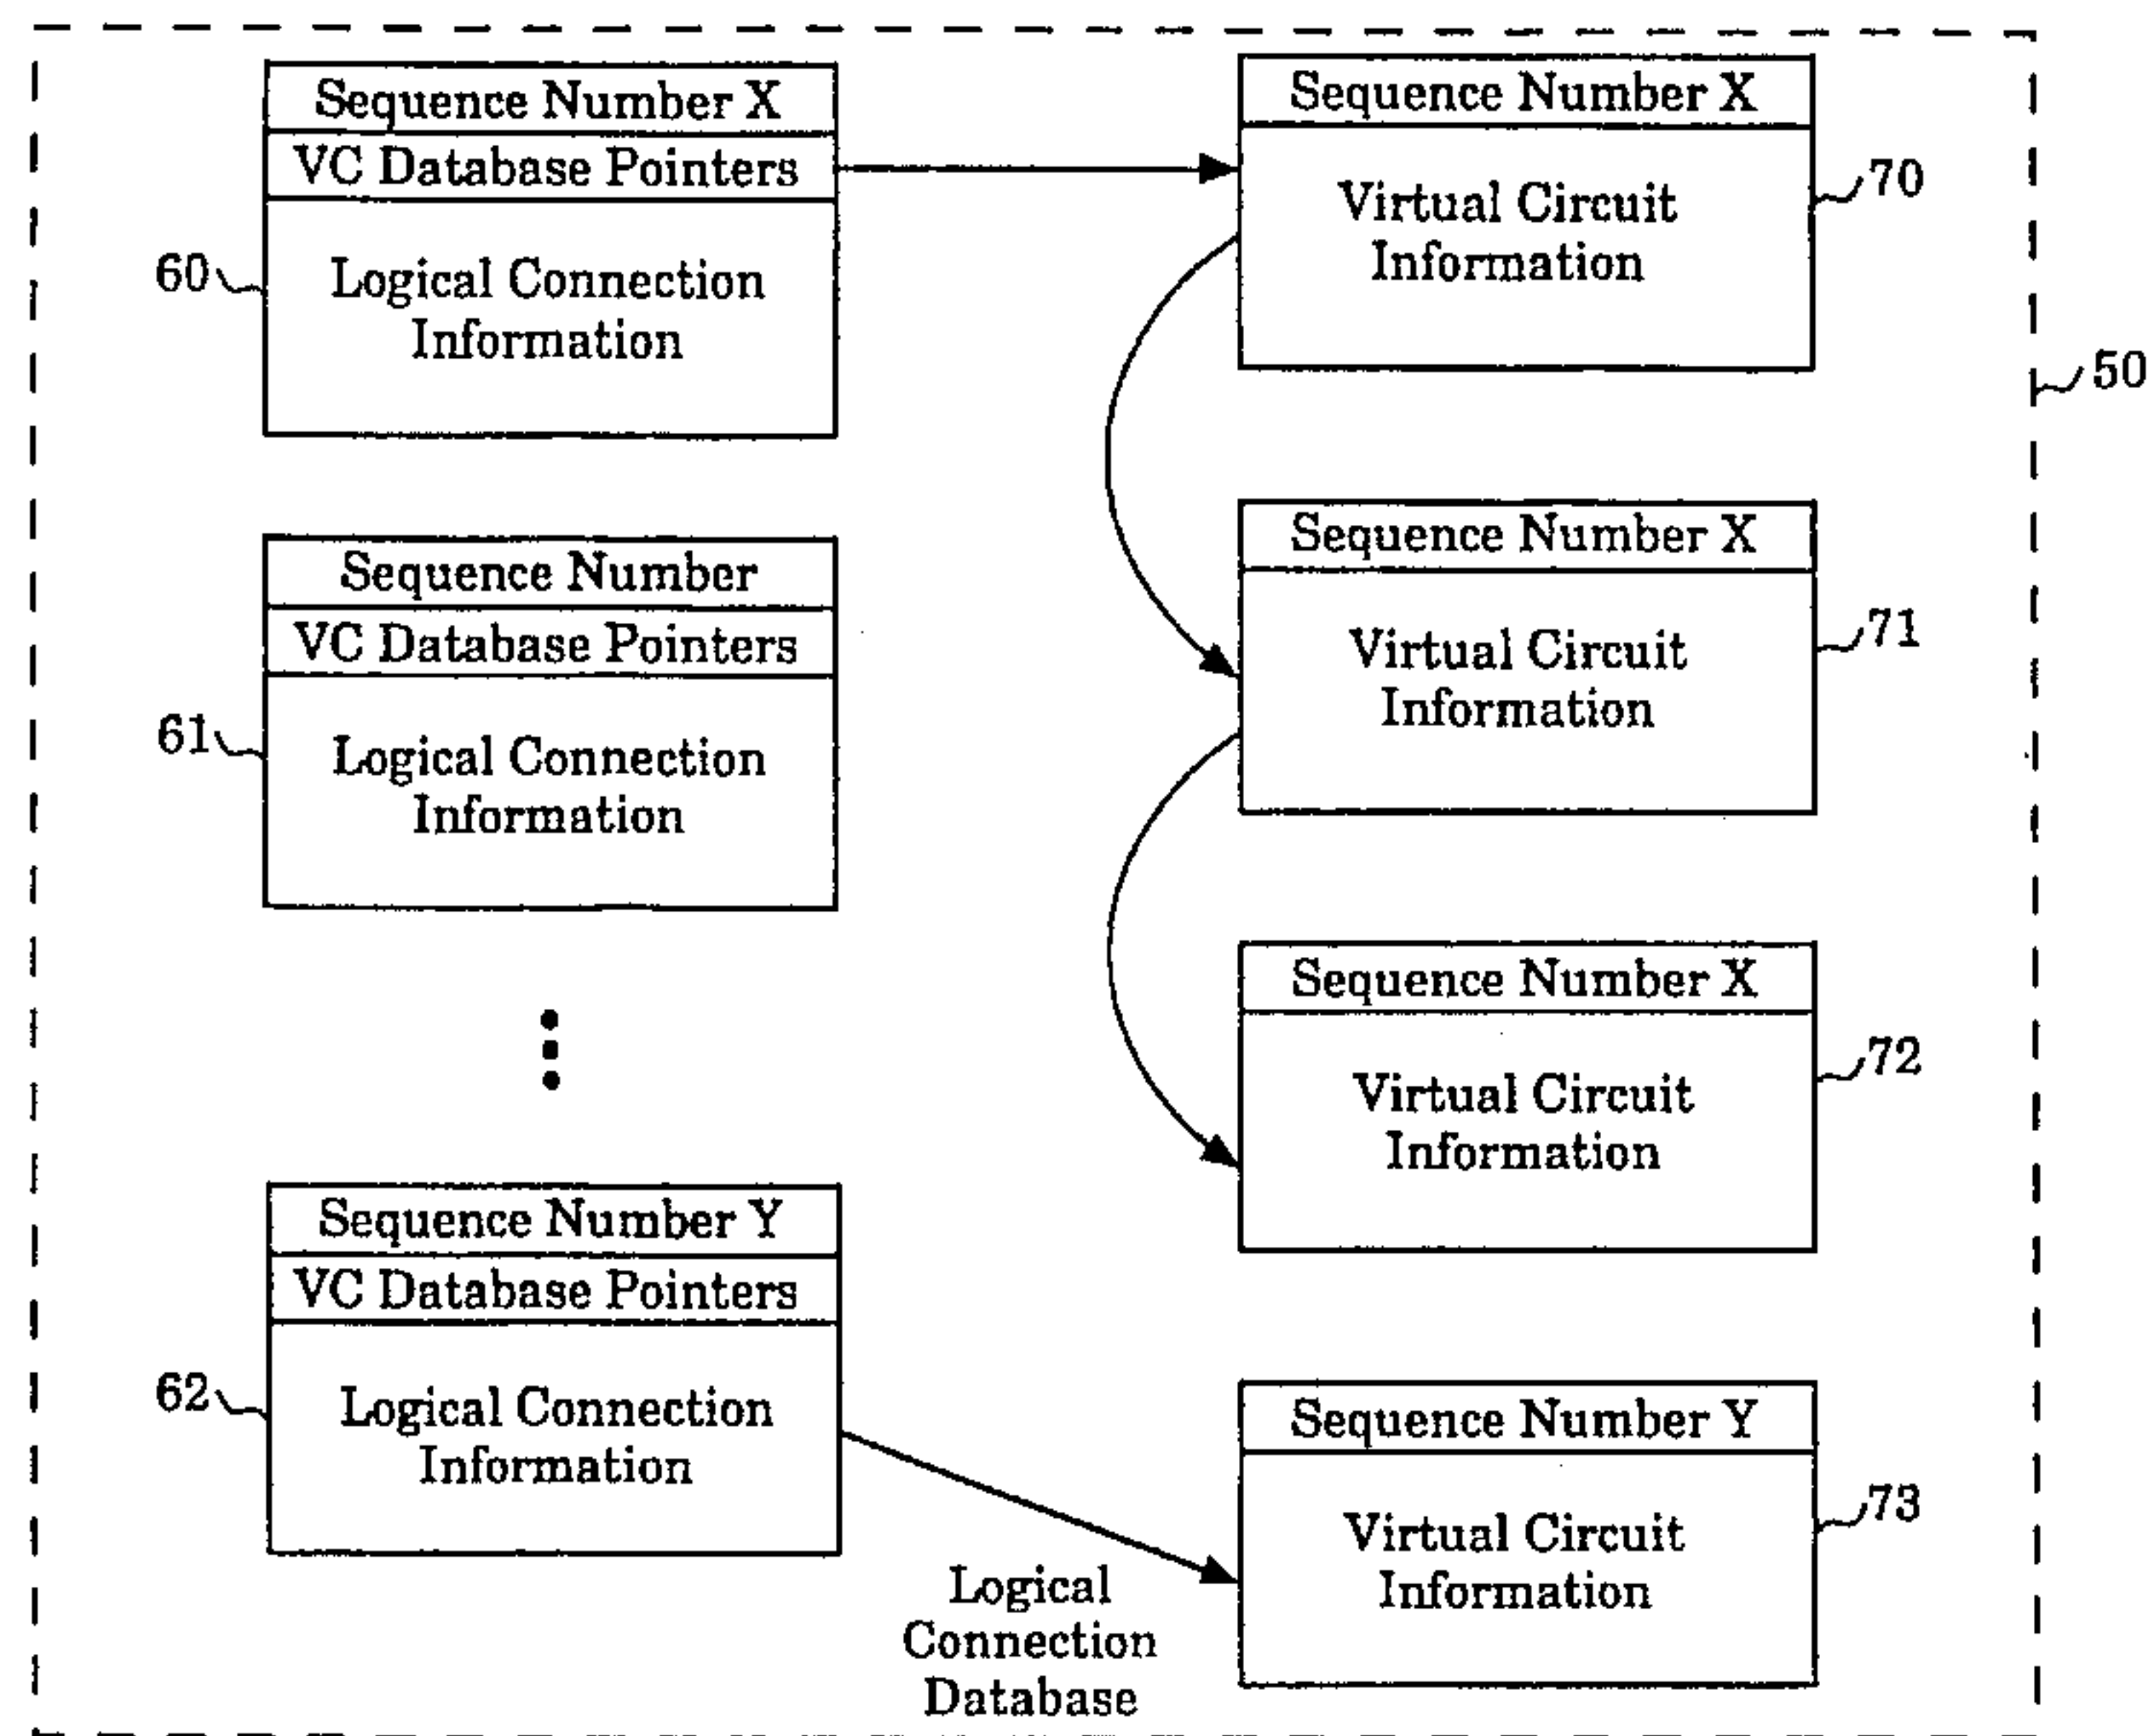 Sequence Number X
VC Database Pointers
60
Logical Connection
Information
Sequence Number
VC Database Pointers
61
Logical Connection
Information
Sequence Number Y
VC Database Pointers
62
Logical Connection
Information
Sequence Number X
70
Virtual Circuit
Information
50
Sequence Number X
71
Virtual Circuit
Information
Sequence Number X
72
Virtual Circuit
Information
Sequence Number Y
73
Virtual Circuit
Information
Logical
Connection
Database